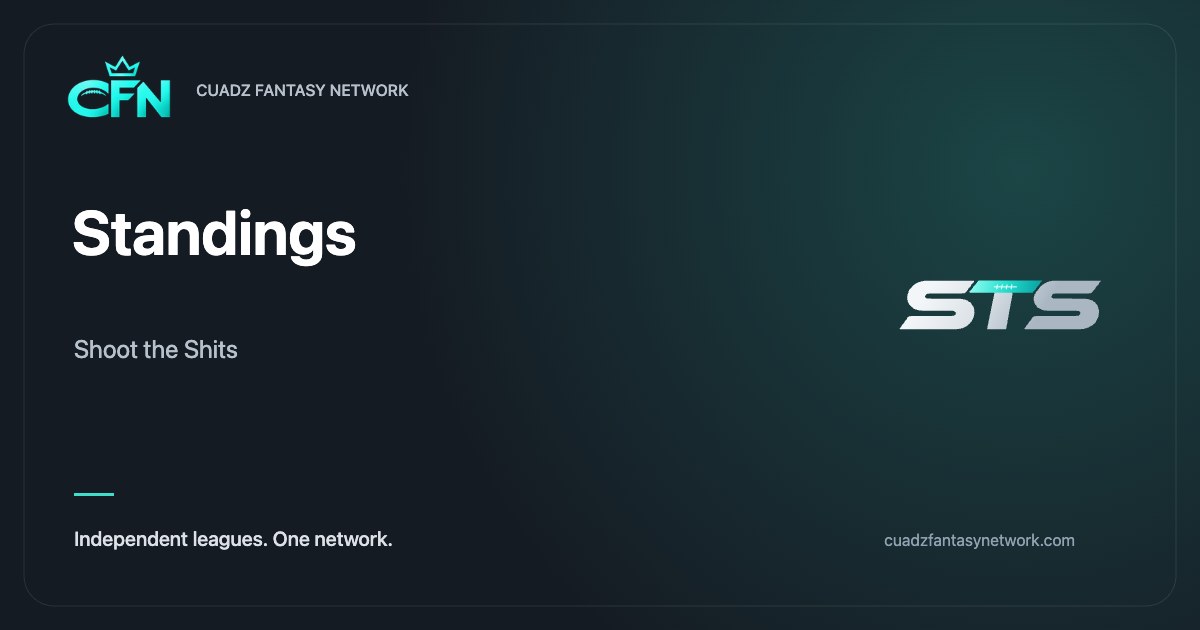 CFN
CUADZ FANTASY NETWORK
Standings
STS
Shoot the Shits
Independent leagues. One network.
cuadzfantasynetwork.com